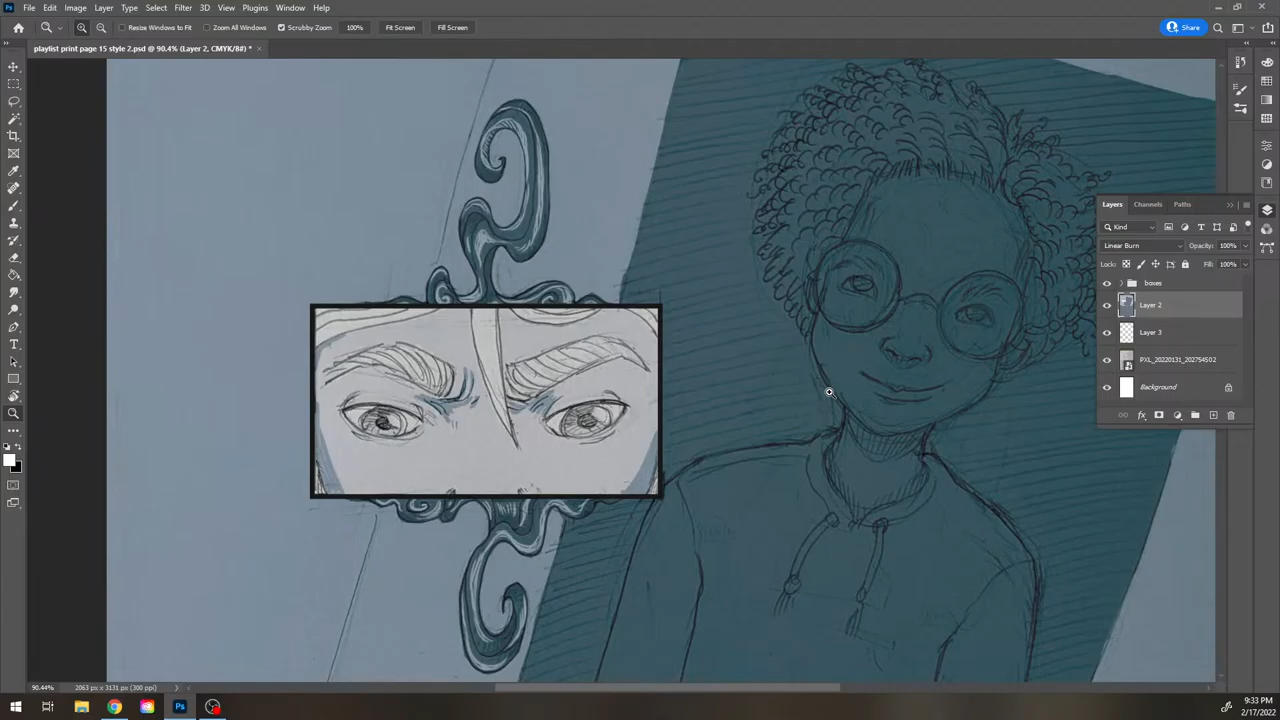 Ps File Edit Image Layer Type Select Filter 3D View Plugins Window Help
Resize Windows to Fit Zoom All Windows Scrubby Zoom 100% Fit Screen Fill Screen Share
playlist print page 15 style 2.psd @ 90.4% (Layer 2, CMYK/8#) * ×
Layers Channels Paths
Kind
Linear Burn Opacity: 100%
Lock: Fill: 100%
boxes
Layer 2
Layer 3
PXL_20220131_202754502
Background
fx
90.44% 2063 px x 3131 px (300 ppi)
Ps 9:33 PM
2/17/2022